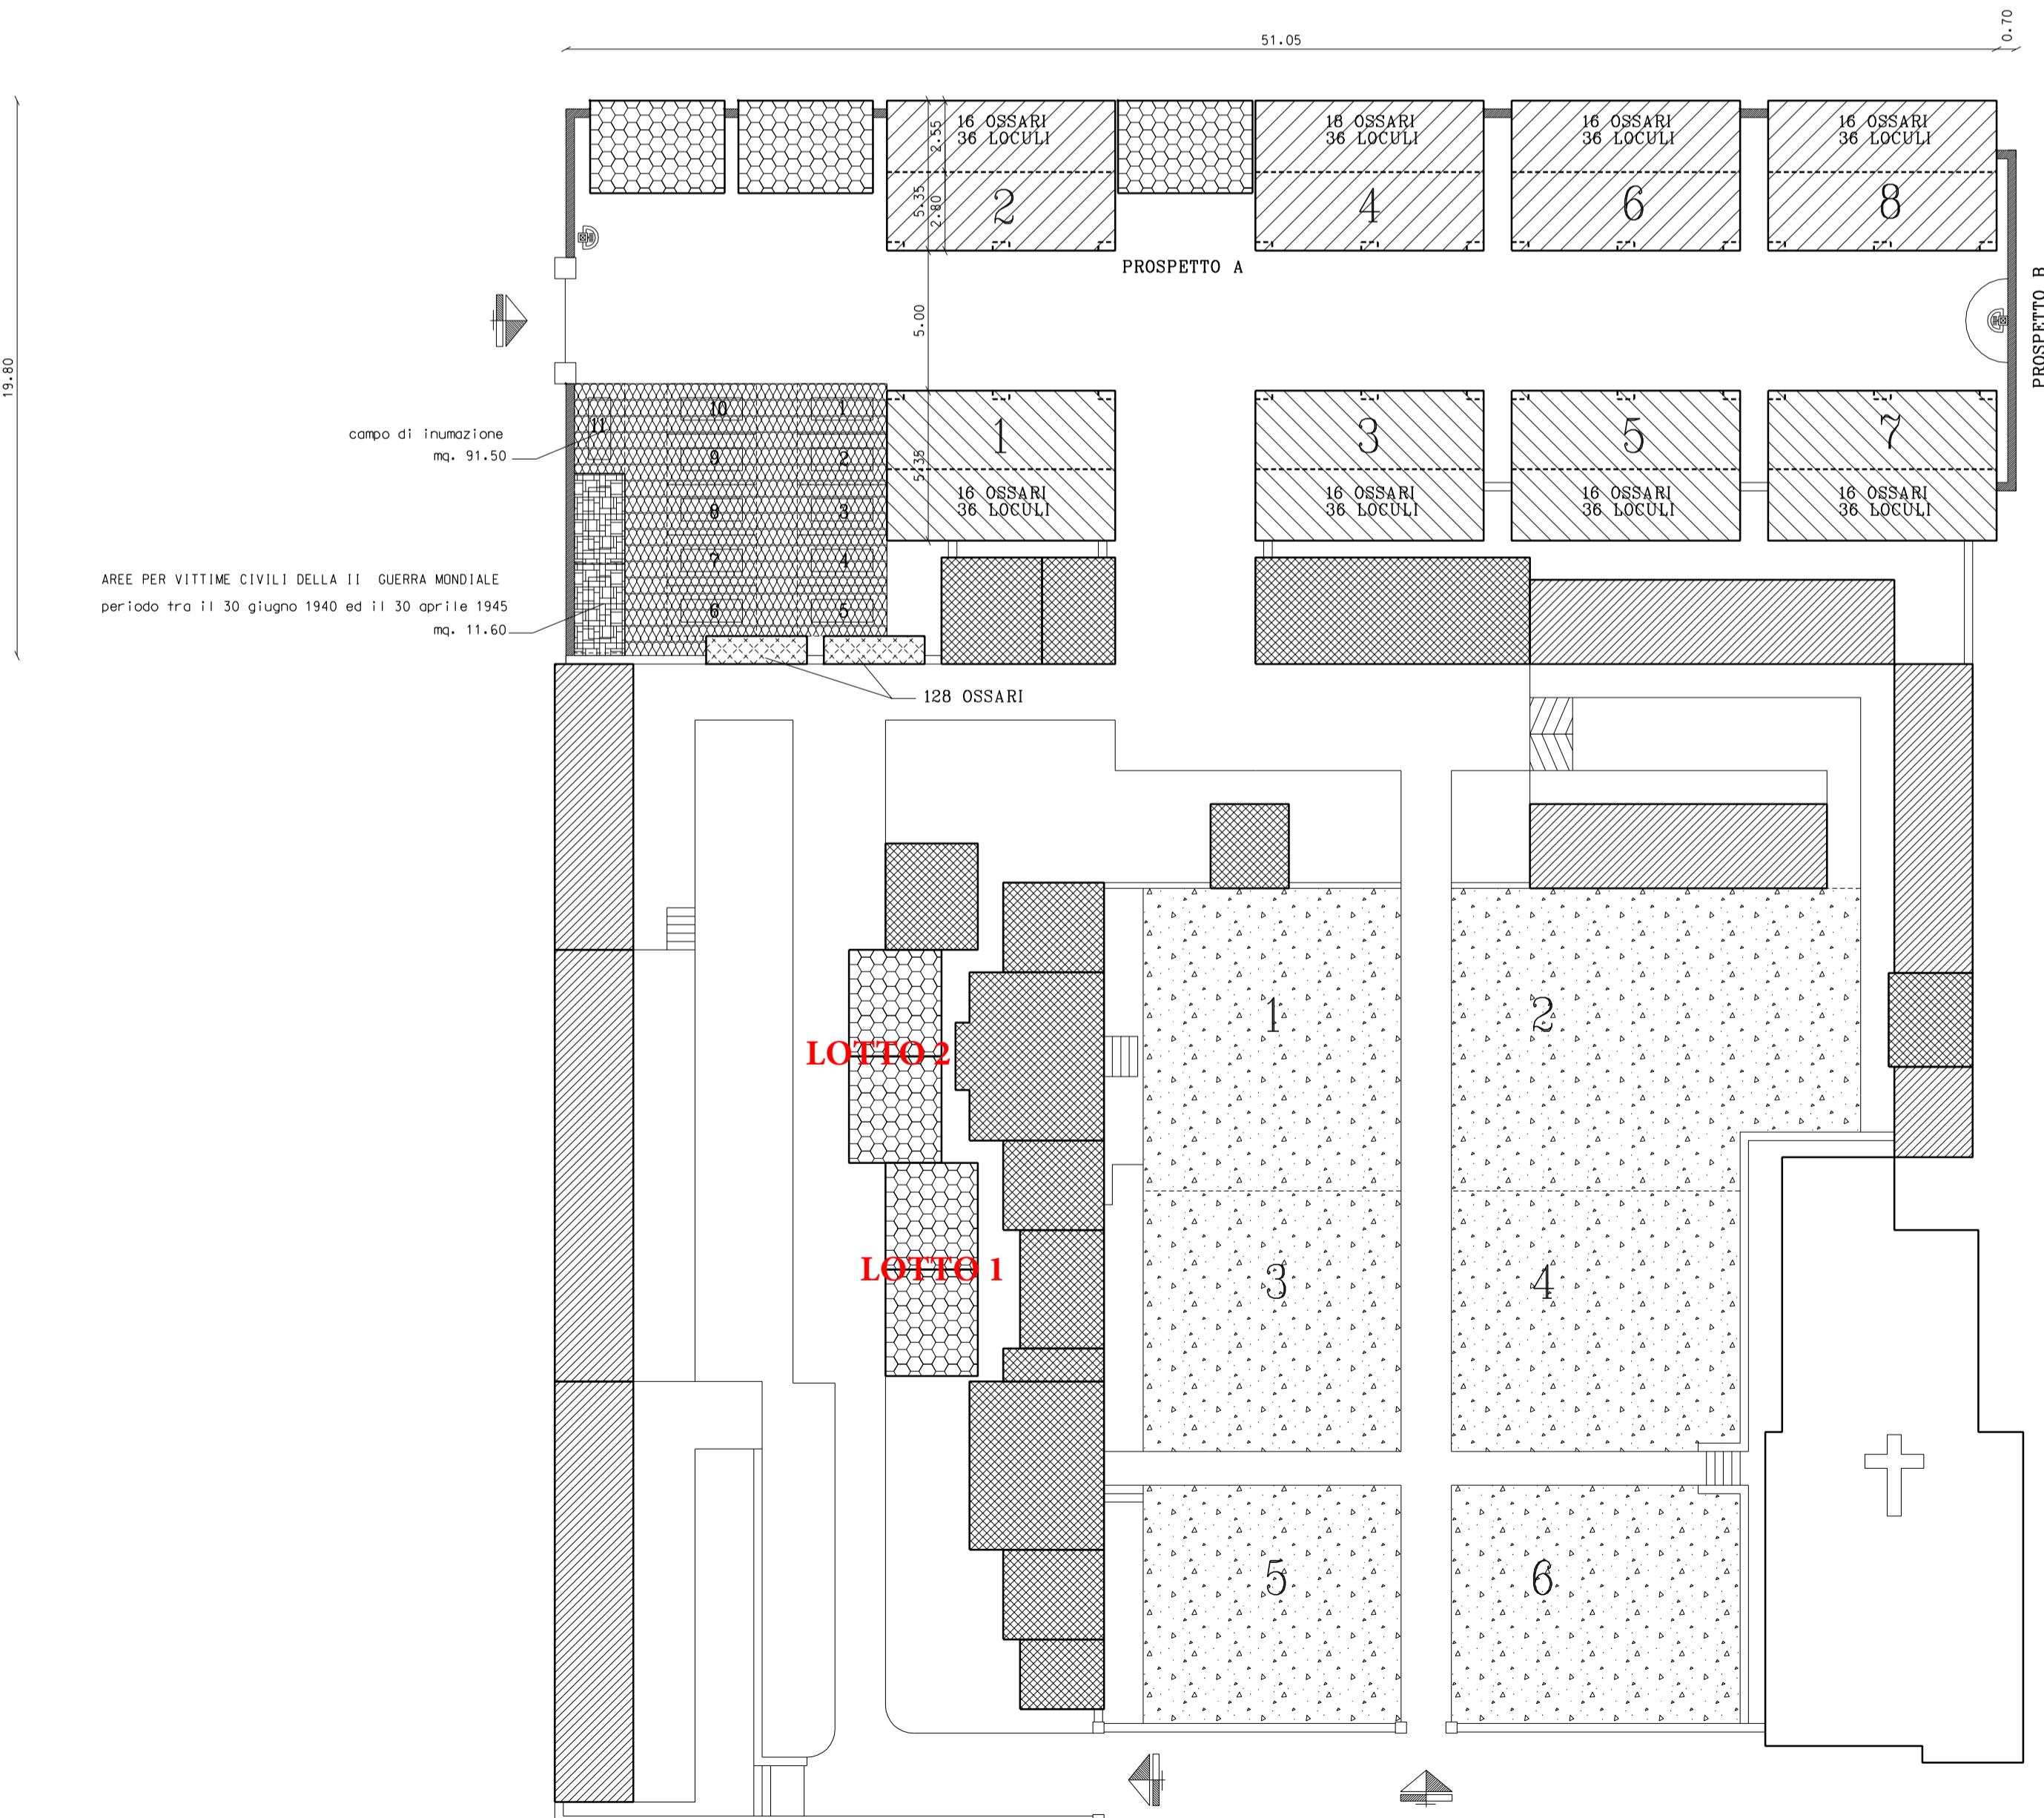 51.05
0.70
19.80
16 OSSARI
36 LOCULI
2
2.55
5.35
2.80
18 OSSARI
36 LOCULI
4
16 OSSARI
36 LOCULI
6
16 OSSARI
36 LOCULI
8
PROSPETTO A
PROSPETTO B
5.00
campo di inumazione
mq. 91.50
11
10
1
9
2
8
3
7
4
6
5
1
5.35
16 OSSARI
36 LOCULI
3
16 OSSARI
36 LOCULI
5
16 OSSARI
36 LOCULI
7
16 OSSARI
36 LOCULI
AREE PER VITTIME CIVILI DELLA II GUERRA MONDIALE
periodo tra il 30 giugno 1940 ed il 30 aprile 1945
mq. 11.60
128 OSSARI
1
2
LOTTO 2
LOTTO 1
3
4
5
6